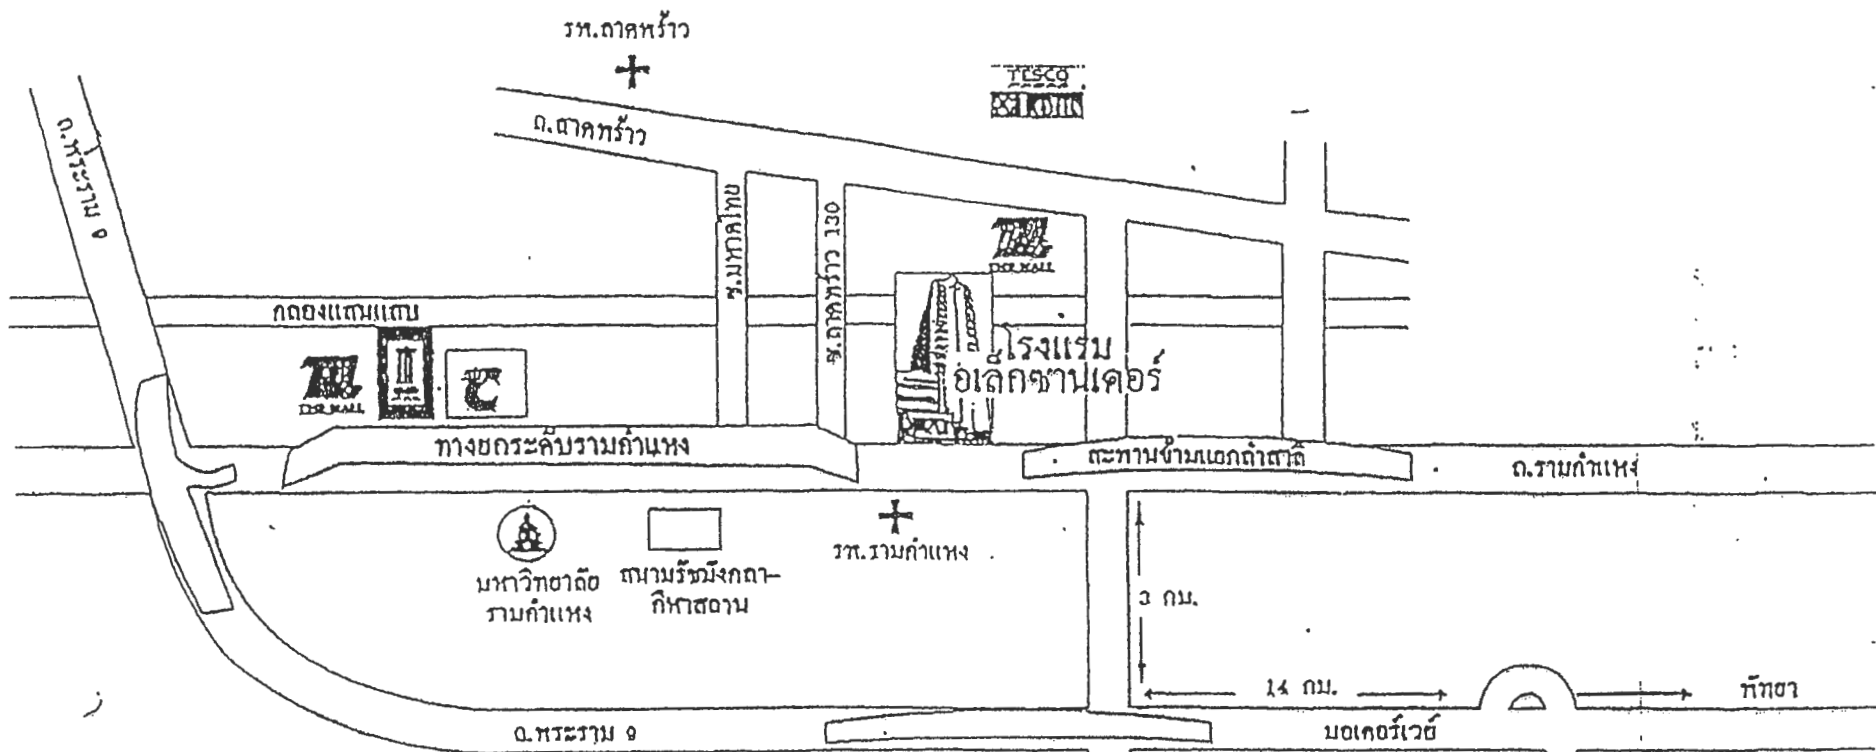 รพ.ลาดพร้าว
TESCO
ถ.ลาดพร้าว
ถ.พระราม ๙
ซ.มหาดไทย
ซ.ลาดพร้าว 130
THE MALL
คลองแสนแสบ
โรงแรม
อเล็กซานเดอร์
THE MALL
ทางยกระดับรามคำแหง
สะพานข้ามแยกลำสาลี
ถ.รามคำแหง
มหาวิทยาลัย
รามคำแหง
สนามรัชมังคลา-
กีฬาสถาน
รพ.รามคำแหง
3 กม.
14 กม.
พัทยา
ถ.พระราม ๙
มอเตอร์เวย์